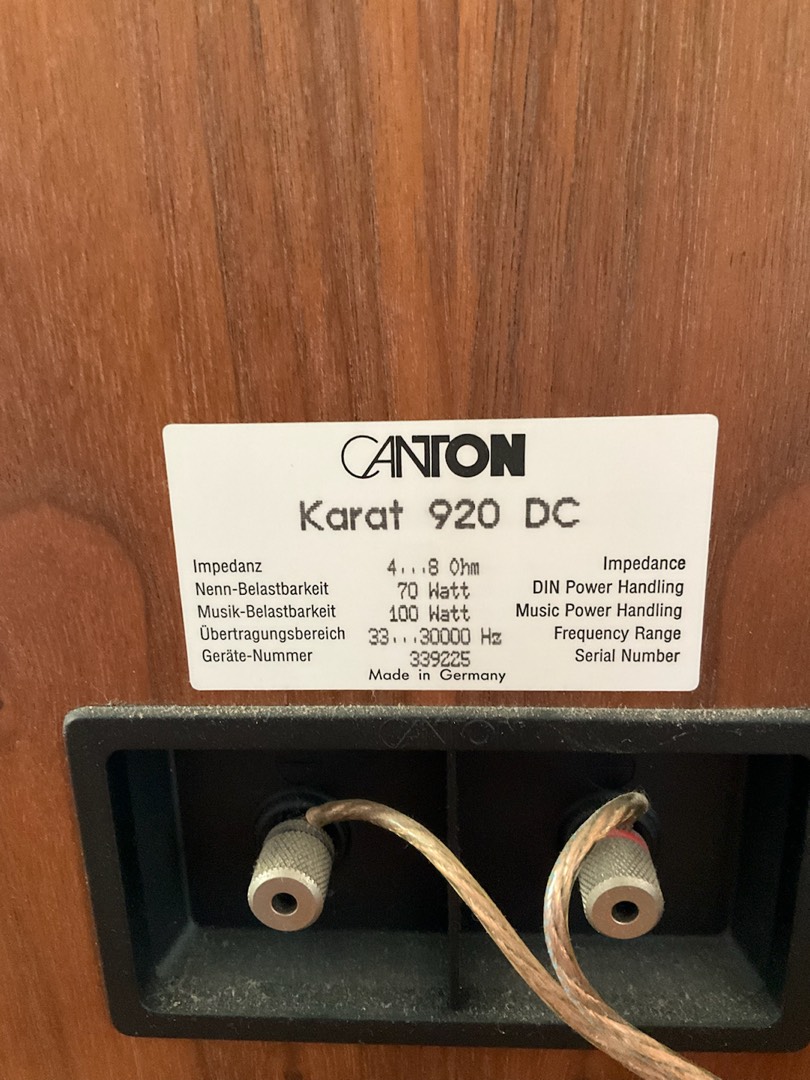 CANTON
Karat 920 DC
Impedanz 4...8 Ohm Impedance
Nenn-Belastbarkeit 70 Watt DIN Power Handling
Musik-Belastbarkeit 100 Watt Music Power Handling
Übertragungsbereich 33...30000 Hz Frequency Range
Geräte-Nummer 339225 Serial Number
Made in Germany
CANTON